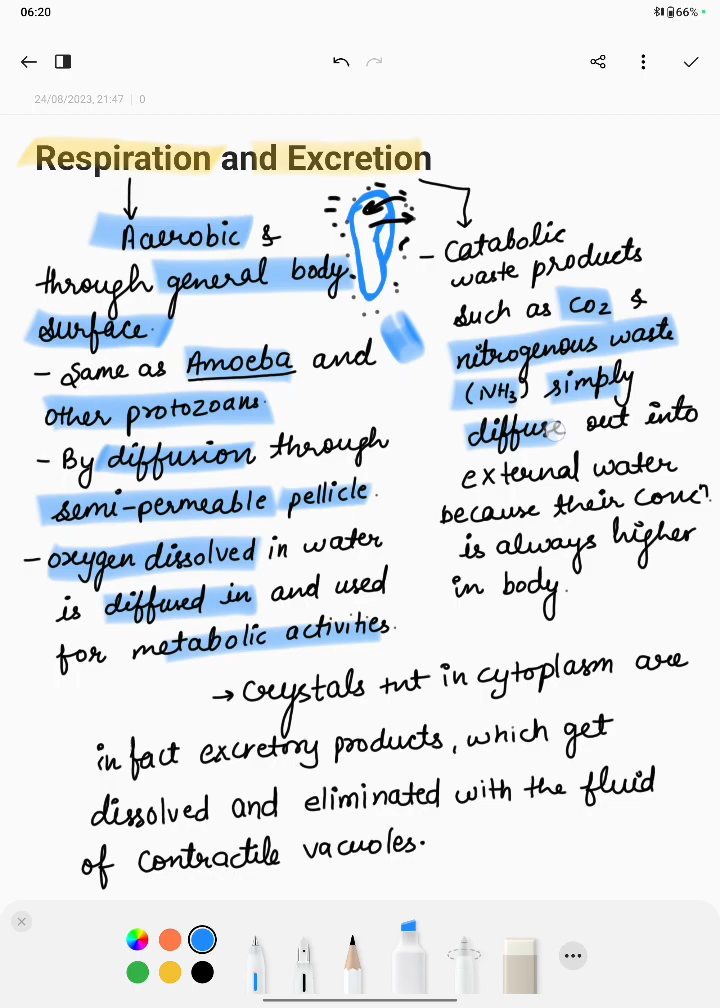 06:20
66%
24/08/2023, 21:47 | 0
Respiration and Excretion
Aaerobic &
through general body
surface.
- Same as Amoeba and
other protozoans.
- By diffusion through
semi-permeable pellicle.
- oxygen dissolved in water
is diffused in and used
for metabolic activities.
- Catabolic
waste products
such as CO2 &
nitrogenous waste
(NH3) simply
diffuse out into
external water
because their concn
is always higher
in body.
→ Crystals in cytoplasm are
in fact excretory products, which get
dissolved and eliminated with the fluid
of contractile vacuoles.